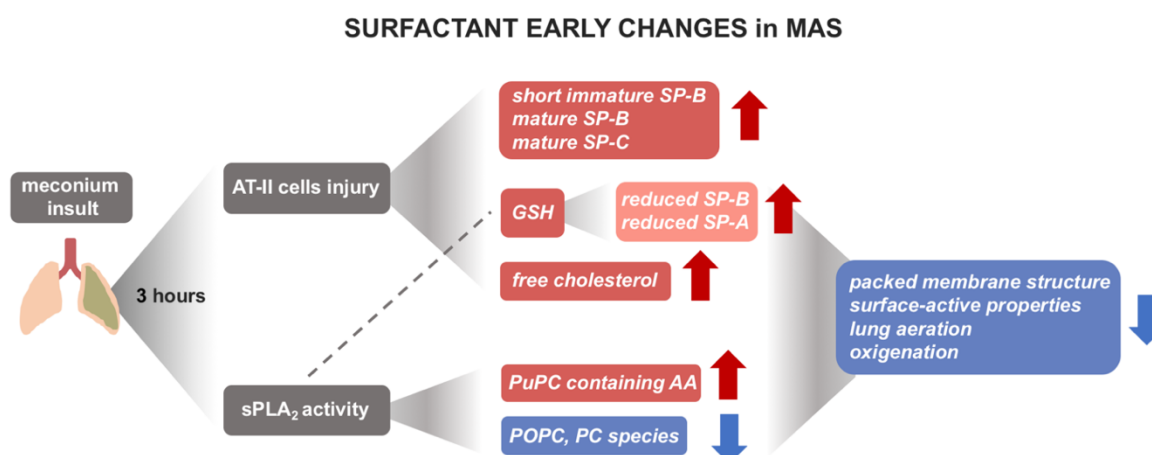 SURFACTANT EARLY CHANGES in MAS
meconium
insult
3 hours
AT-II cells injury
sPLA₂ activity
short immature SP-B
mature SP-B
mature SP-C
GSH
reduced SP-B
reduced SP-A
free cholesterol
PuPC containing AA
POPC, PC species
packed membrane structure
surface-active properties
lung aeration
oxigenation